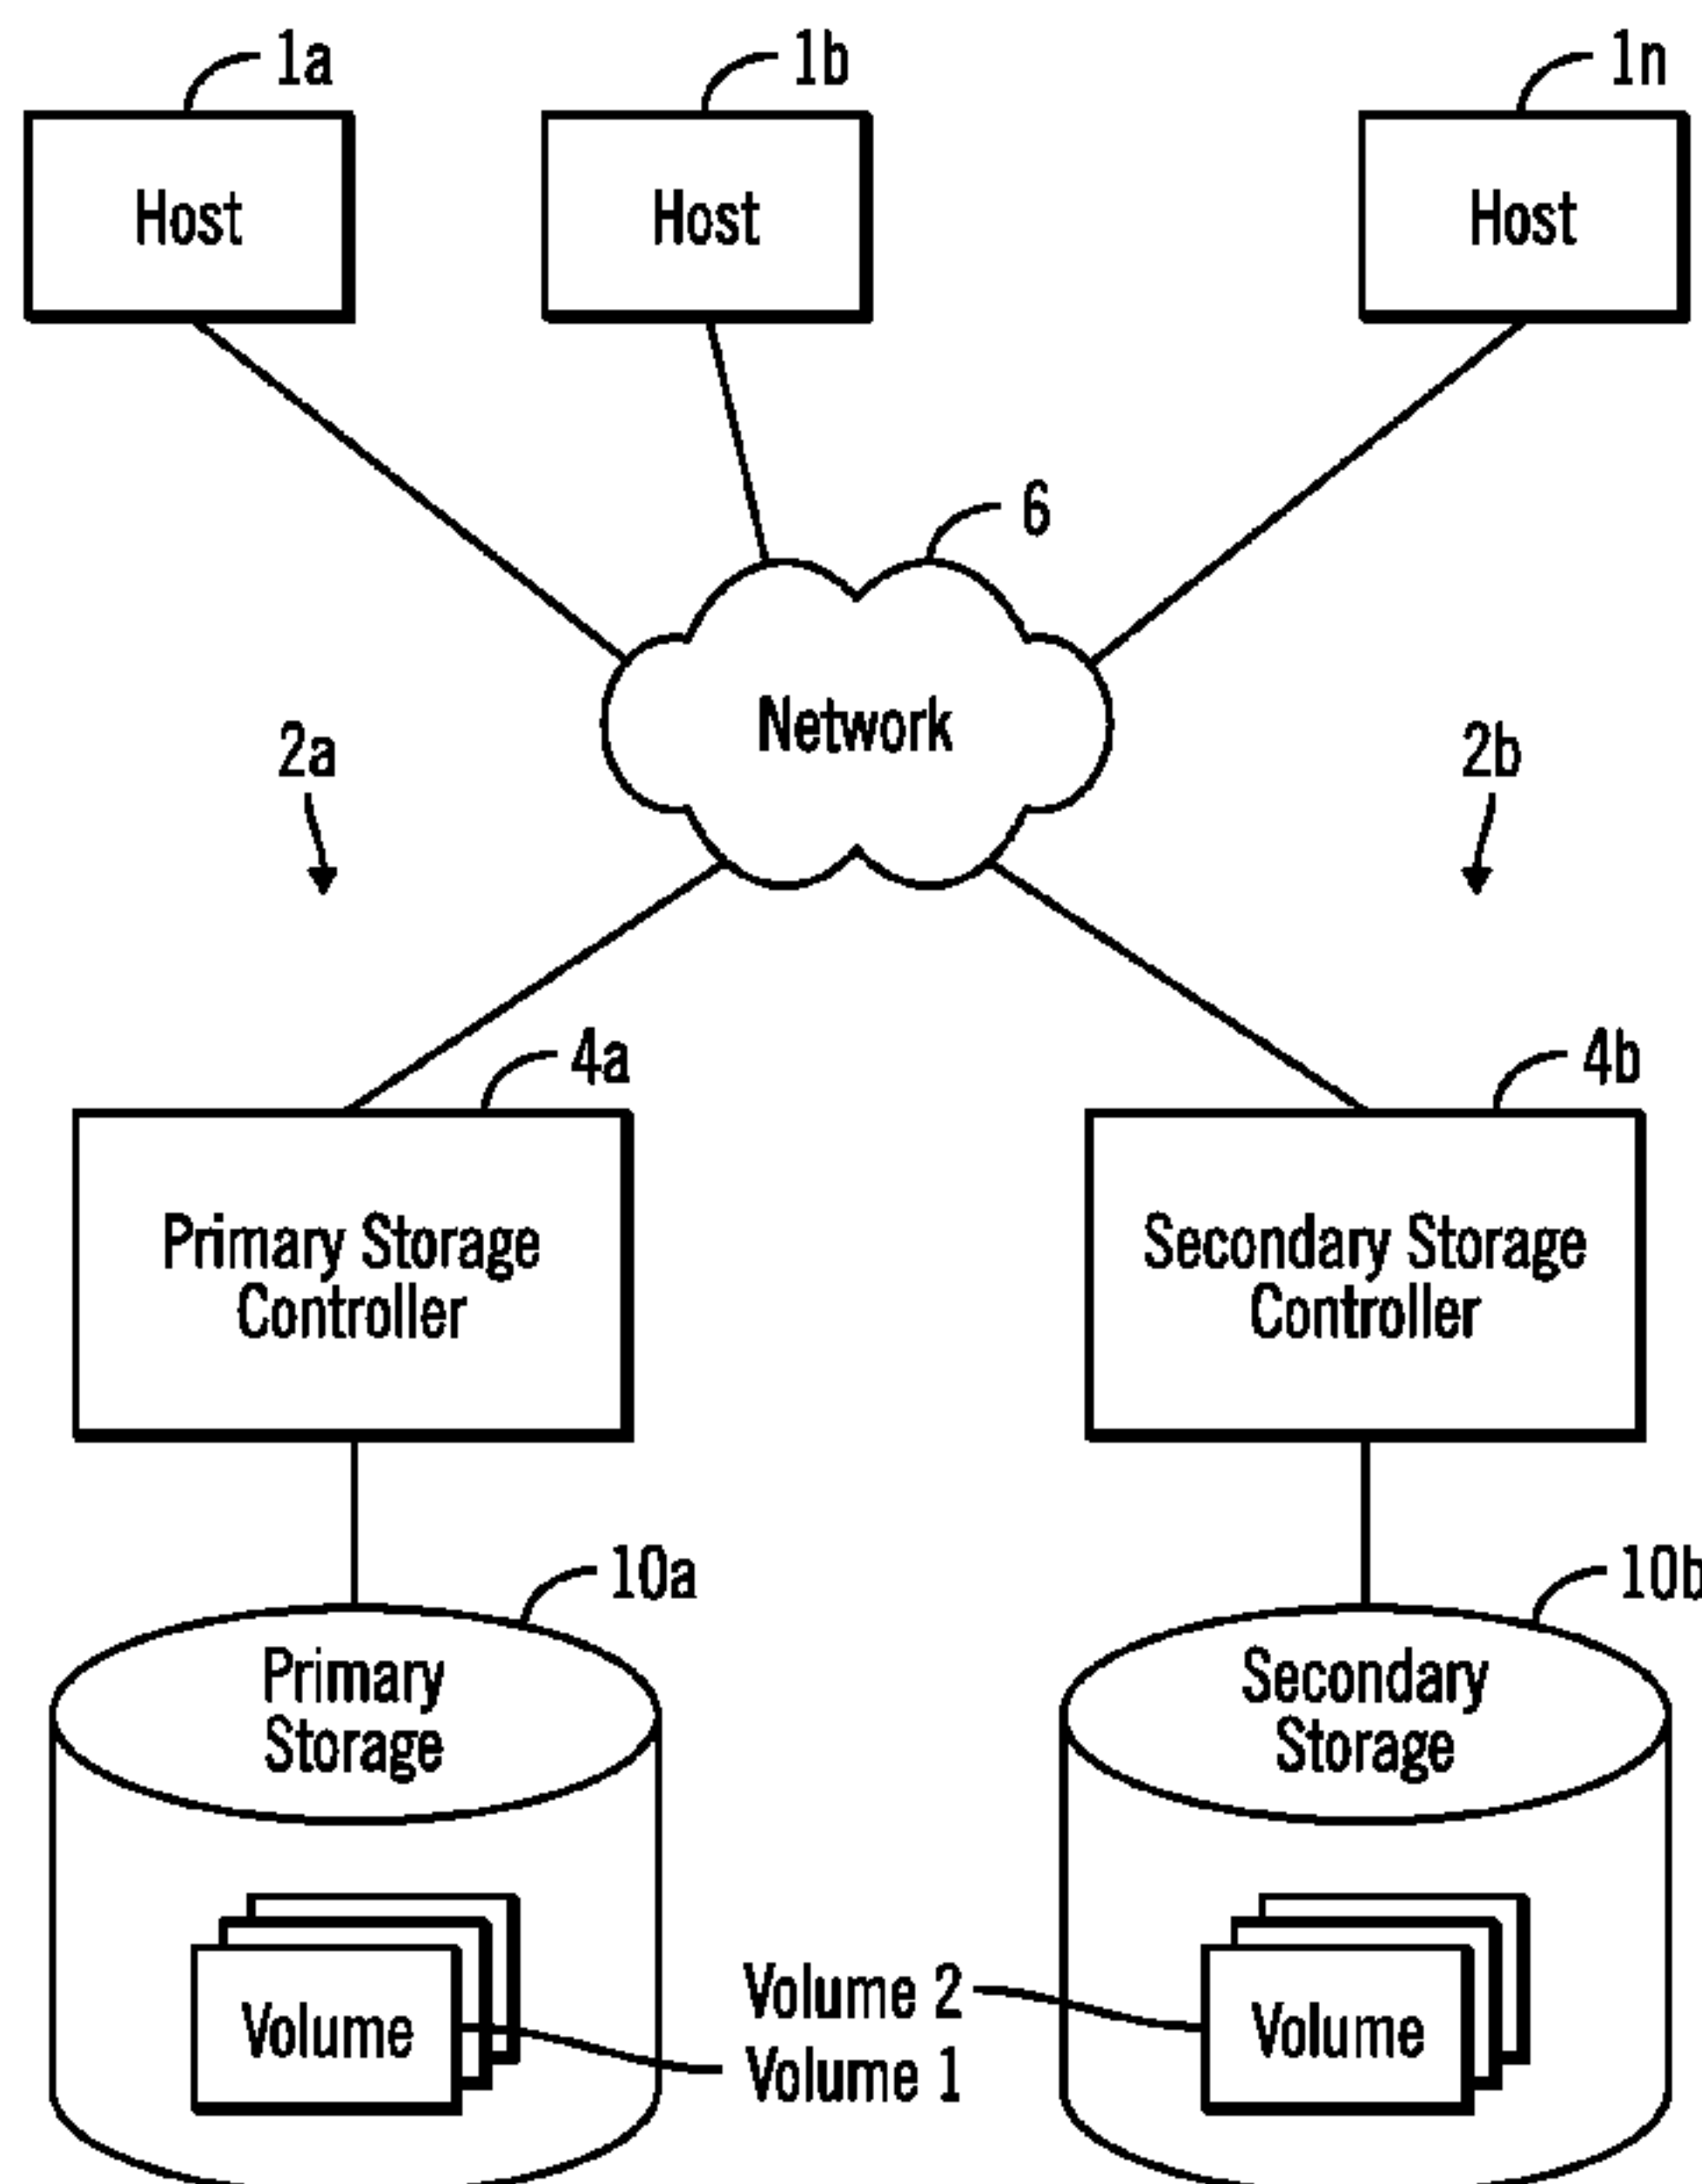 1a
1b
1n
Host
Host
Host
6
Network
2a
2b
4a
4b
Primary Storage
Controller
Secondary Storage
Controller
10a
10b
Primary
Storage
Secondary
Storage
Volume
Volume 2
Volume 1
Volume